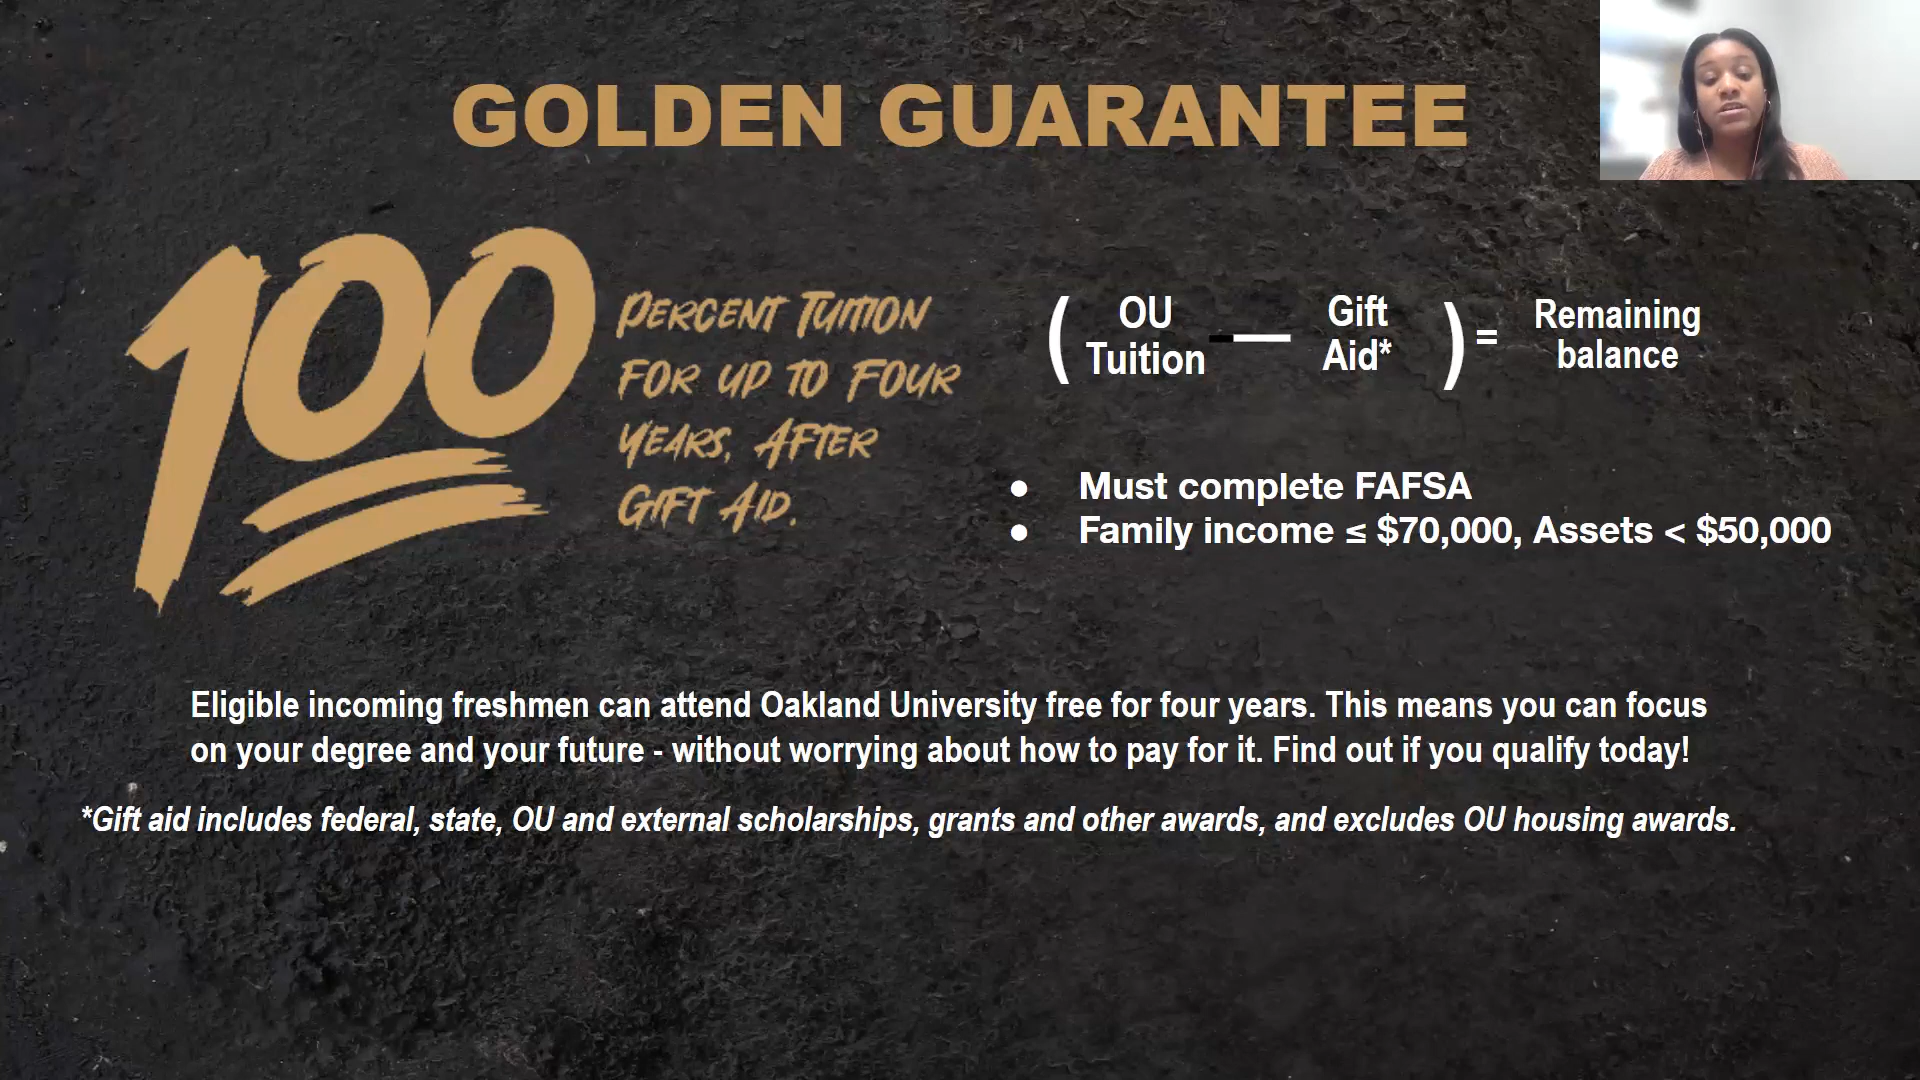 GOLDEN GUARANTEE
100
PERCENT TUITION
FOR UP TO FOUR
YEARS, AFTER
GIFT AID.
( OU Tuition — Gift Aid* ) = Remaining balance
● Must complete FAFSA
● Family income ≤ $70,000, Assets < $50,000
Eligible incoming freshmen can attend Oakland University free for four years. This means you can focus
on your degree and your future - without worrying about how to pay for it. Find out if you qualify today!
*Gift aid includes federal, state, OU and external scholarships, grants and other awards, and excludes OU housing awards.